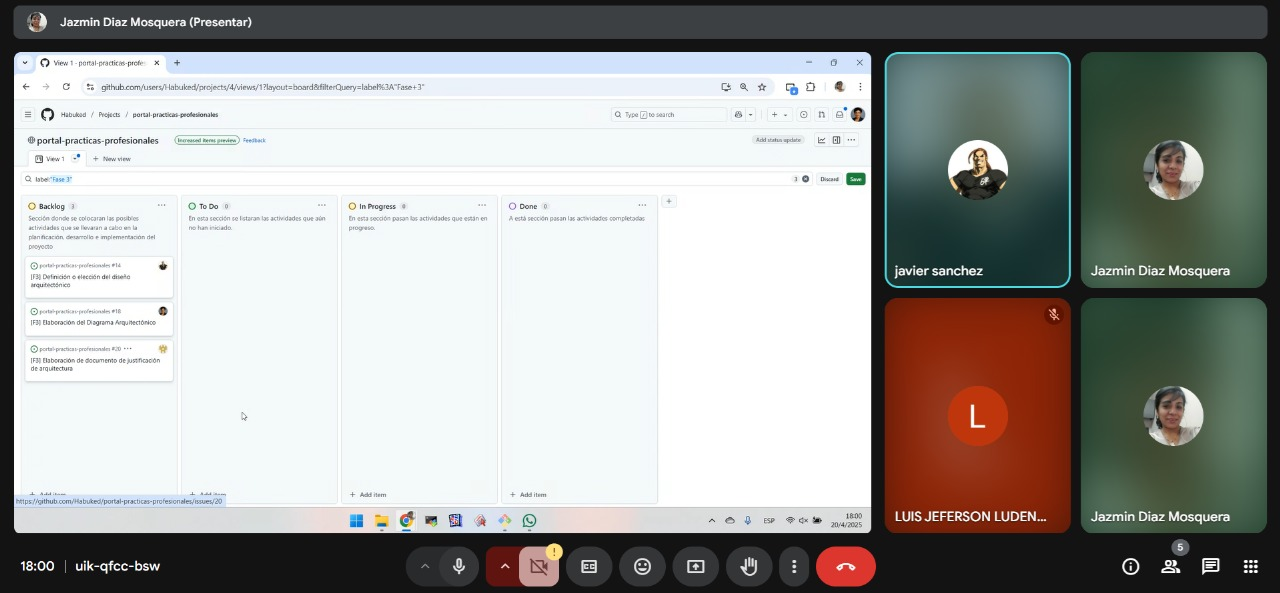 Jazmin Diaz Mosquera (Presentar)
View 1 · portal-practicas-profes
github.com/users/Habuked/projects/4/views/1?layout=board&filterQuery=label%3A"Fase+3"
Habuked / Projects / portal-practicas-profesionales
Type / to search
portal-practicas-profesionales
Increased items preview
Feedback
Add status update
View 1
New view
label:"Fase 3"
3
Discard
Save
Backlog 3
Sección donde se colocaran las posibles
actividades que se llevaran a cabo en la
planificación, desarrollo e implementación del
proyecto
portal-practicas-profesionales #14
[F3] Definición o elección del diseño
arquitectónico
portal-practicas-profesionales #18
[F3] Elaboración del Diagrama Arquitectónico
portal-practicas-profesionales #20
[F3] Elaboración de documento de justificación
de arquitectura
Add item
To Do 0
En esta sección se listaran las actividades que aún
no han iniciado.
Add item
In Progress 0
En esta sección pasan las actividades que están en
progreso.
Add item
Done 0
A está sección pasan las actividades completadas
Add item
https://github.com/Habuked/portal-practicas-profesionales/issues/20
ESP
18:00
20/4/2025
javier sanchez
Jazmin Diaz Mosquera
L
LUIS JEFERSON LUDEN...
Jazmin Diaz Mosquera
18:00 | uik-qfcc-bsw
5